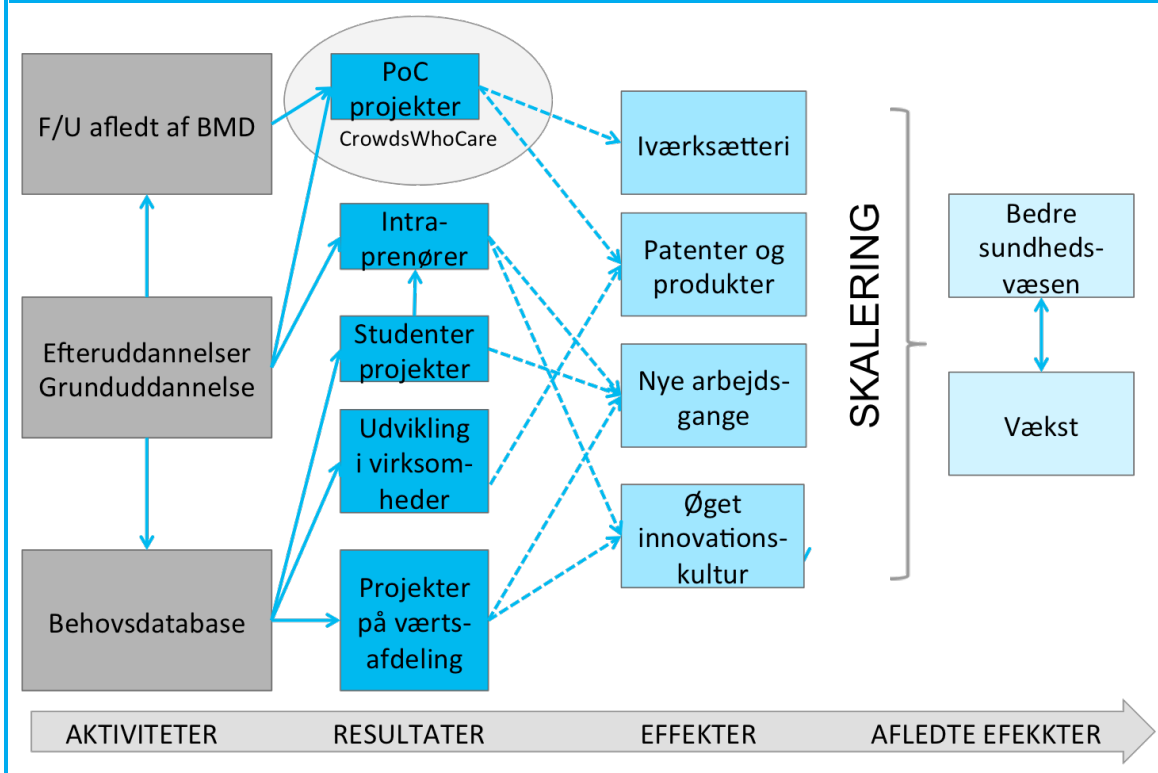 F/U afledt af BMD
Efteruddannelser
Grunduddannelse
Behovsdatabase
PoC
projekter
CrowdsWhoCare
Intra-
prenører
Studenter
projekter
Udvikling
i virksom-
heder
Projekter
på værts-
afdeling
Iværksætteri
Patenter og
produkter
Nye arbejds-
gange
Øget
innovations-
kultur
SKALERING
Bedre
sundheds-
væsen
Vækst
AKTIVITETER
RESULTATER
EFFEKTER
AFLEDTE EFEKKTER